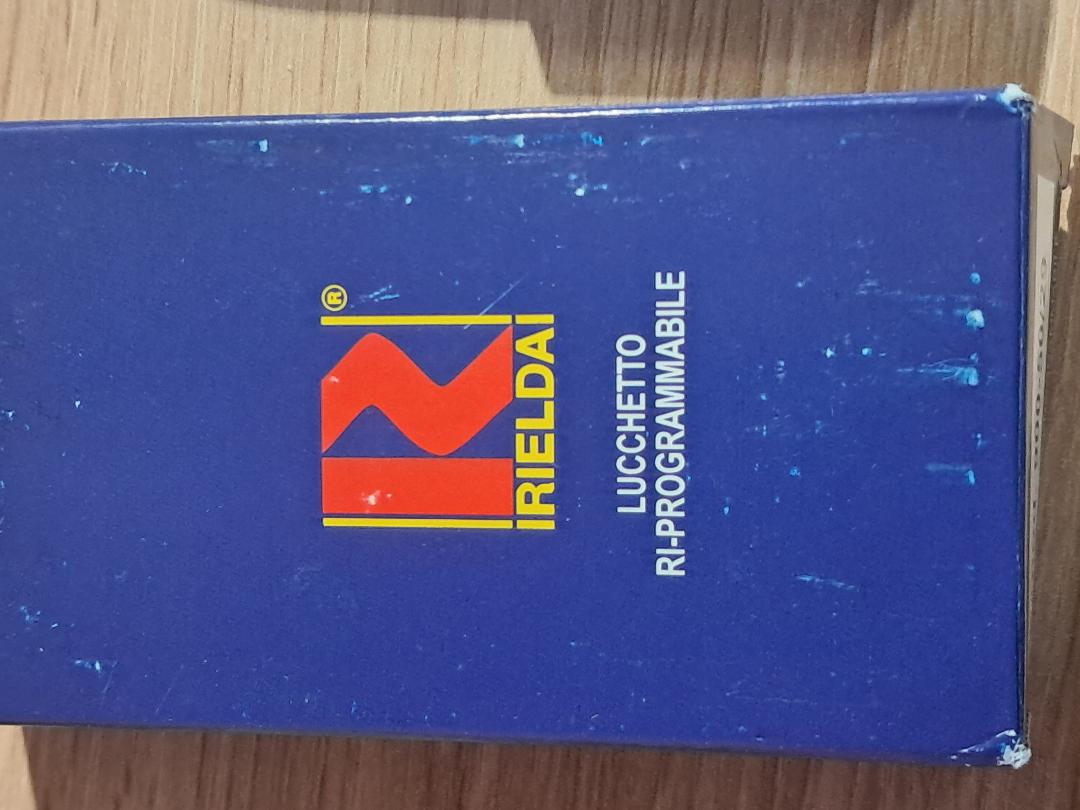 ®
RIELDA
LUCCHETTO
RI-PROGRAMMABILE